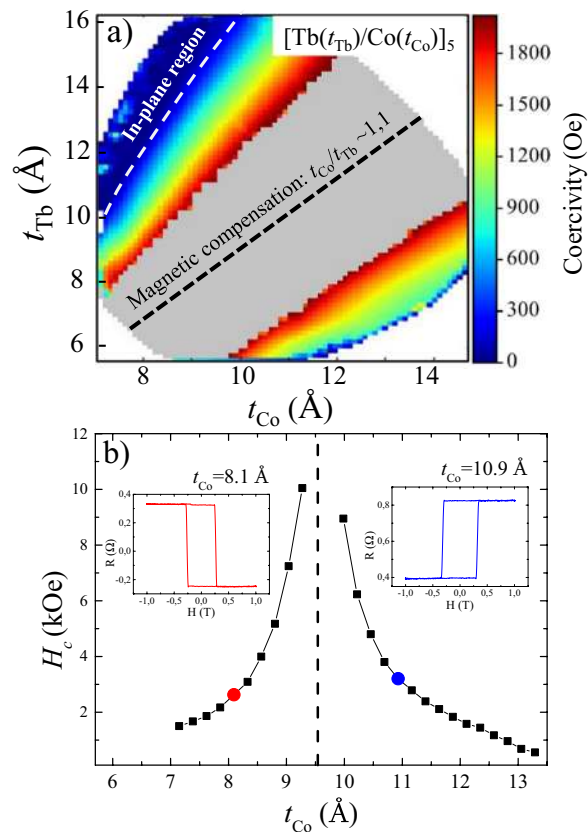 a)
[Tb(tTb)/Co(tCo)]5
In-plane region
Magnetic compensation: tCo/tTb ~1,1
16
14
12
10
8
6
tTb (Å)
8 10 12 14
tCo (Å)
1800
1500
1200
900
600
300
0
Coercivity (Oe)
b)
12
10
8
6
4
2
Hc (kOe)
tCo=8.1 Å
0,4
0,2
0,0
-0,2
R (Ω)
-1,0 -0,5 0,0 0,5 1,0
H (T)
tCo=10.9 Å
0,8
0,6
0,4
R (Ω)
-1,0 -0,5 0,0 0,5 1,0
H (T)
6 7 8 9 10 11 12 13
tCo (Å)